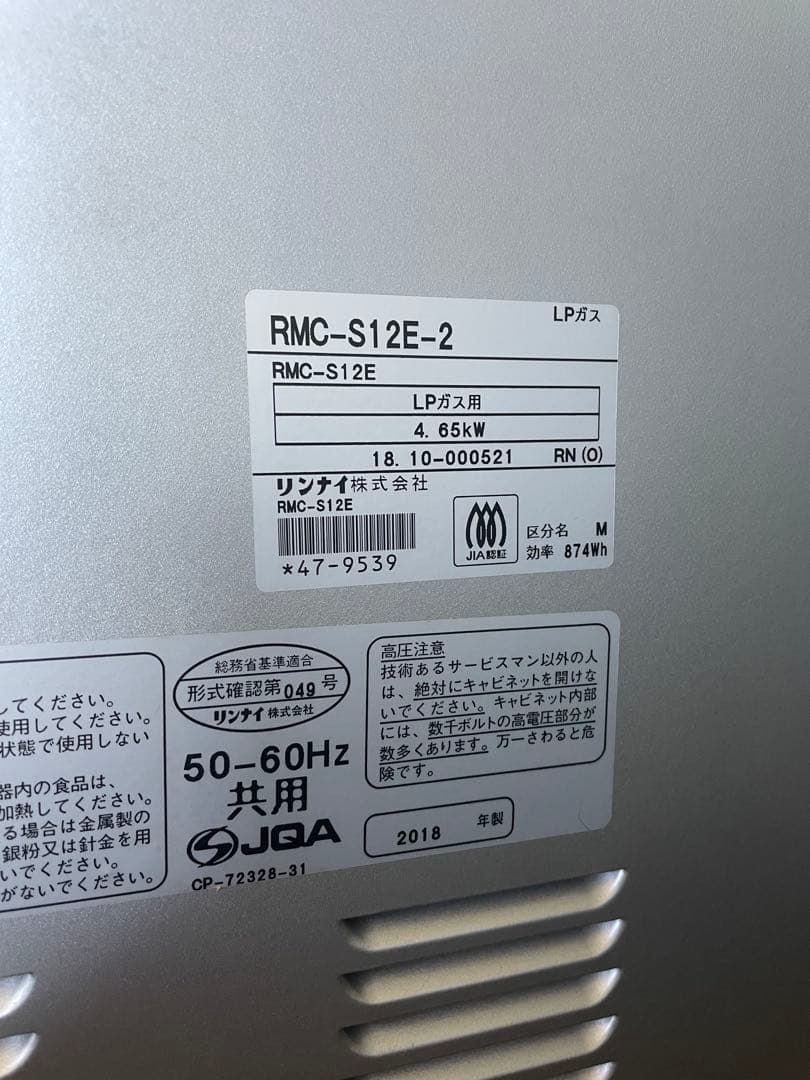 LPガス
RMC-S12E-2
RMC-S12E
LPガス用
4.65kW
18.10-000521 RN(O)
リンナイ株式会社
RMC-S12E
*47-9539
JIA認証
区分名 M
効率 874Wh
してください。
使用してください。
状態で使用しない
器内の食品は、
加熱してください。
る場合は金属製の
銀粉又は針金を用
いでください。
がないでください。
総務省基準適合
形式確認第049号
リンナイ株式会社
50-60Hz
共用
JQA
CP-72328-31
高圧注意
技術あるサービスマン以外の人
は、絶対にキャビネットを開けな
いでください。キャビネット内部
には、数千ボルトの高電圧部分が
数多くあります。万一さわると危
険です。
2018 年製